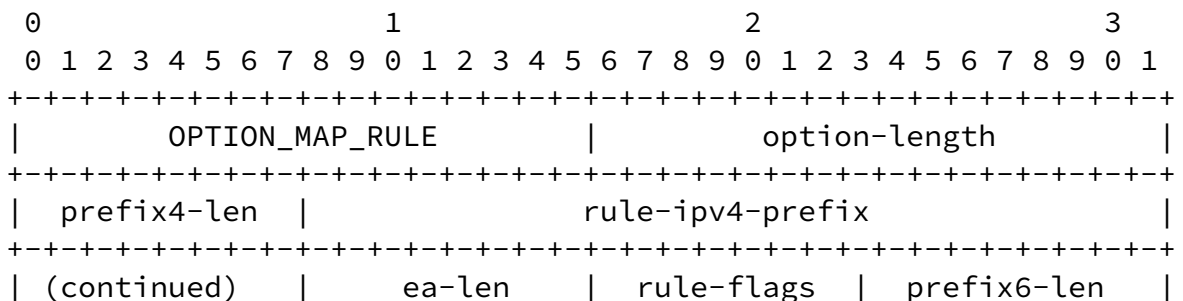 0                   1                   2                   3
 0 1 2 3 4 5 6 7 8 9 0 1 2 3 4 5 6 7 8 9 0 1 2 3 4 5 6 7 8 9 0 1
+-+-+-+-+-+-+-+-+-+-+-+-+-+-+-+-+-+-+-+-+-+-+-+-+-+-+-+-+-+-+-+-+
|        OPTION_MAP_RULE        |         option-length         |
+-+-+-+-+-+-+-+-+-+-+-+-+-+-+-+-+-+-+-+-+-+-+-+-+-+-+-+-+-+-+-+-+
|  prefix4-len  |               rule-ipv4-prefix                |
+-+-+-+-+-+-+-+-+-+-+-+-+-+-+-+-+-+-+-+-+-+-+-+-+-+-+-+-+-+-+-+-+
| (continued)   |     ea-len    |  rule-flags  |  prefix6-len   |